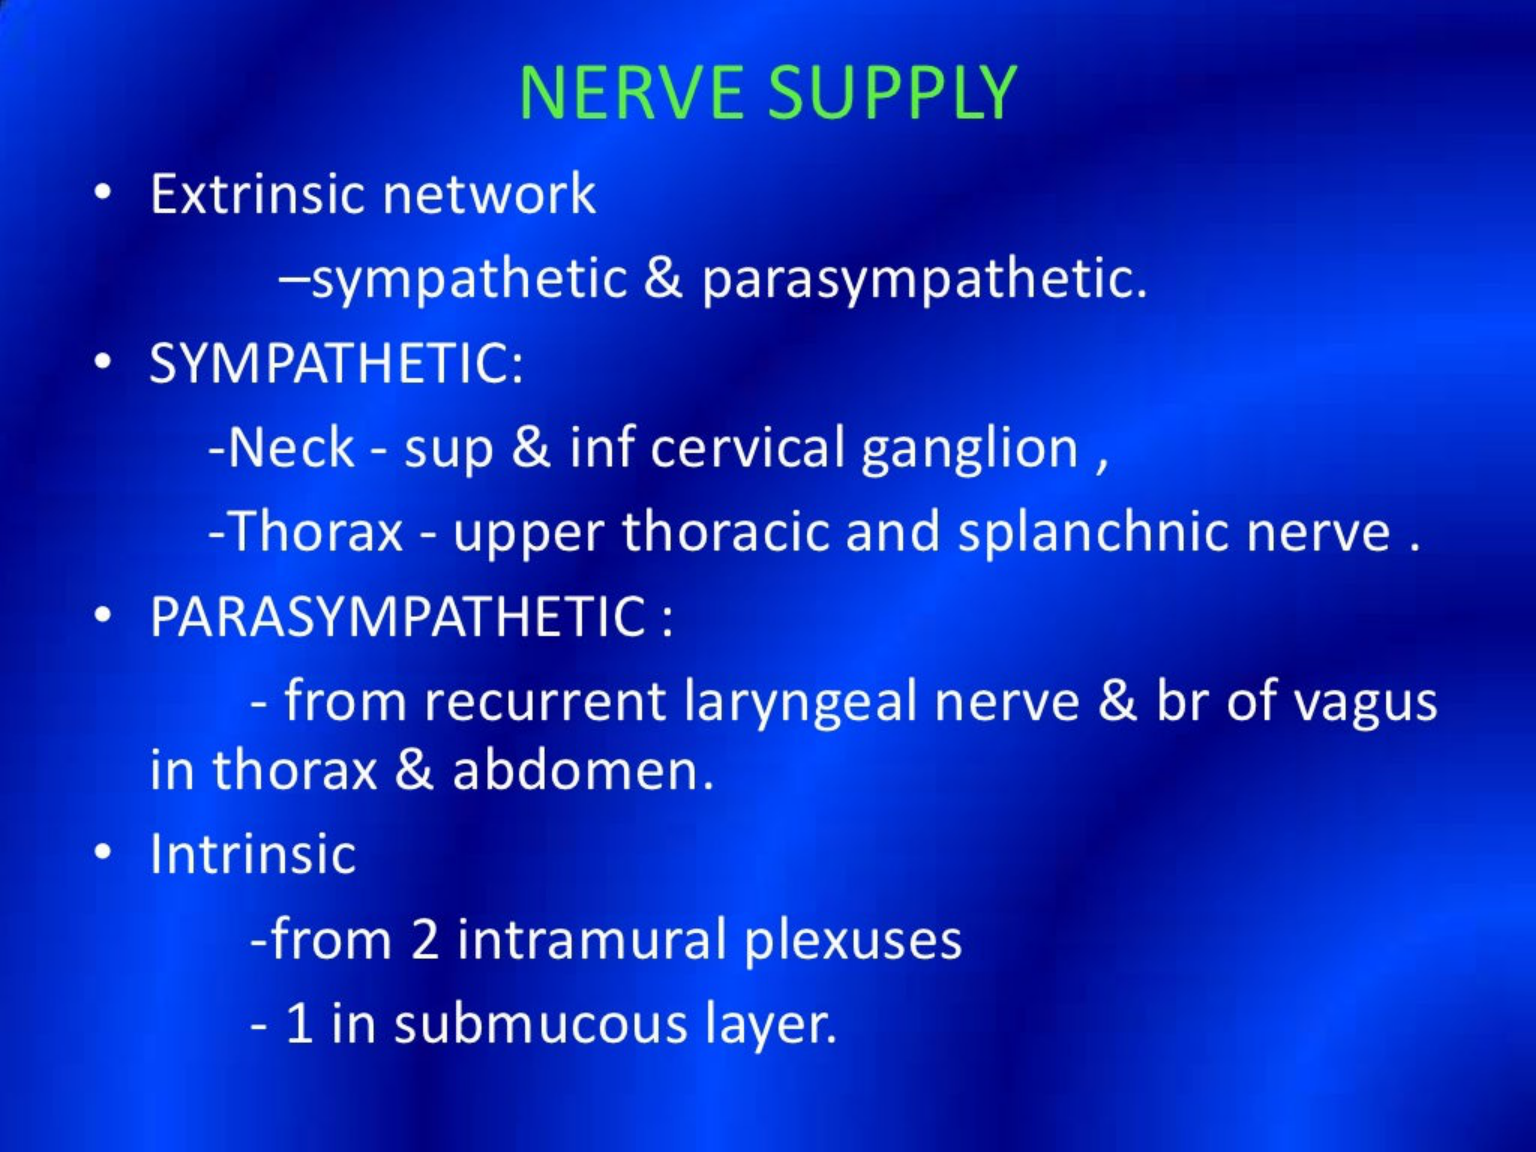 NERVE SUPPLY
• Extrinsic network
–sympathetic & parasympathetic.
• SYMPATHETIC:
-Neck - sup & inf cervical ganglion ,
-Thorax - upper thoracic and splanchnic nerve .
• PARASYMPATHETIC :
- from recurrent laryngeal nerve & br of vagus
in thorax & abdomen.
• Intrinsic
-from 2 intramural plexuses
- 1 in submucous layer.